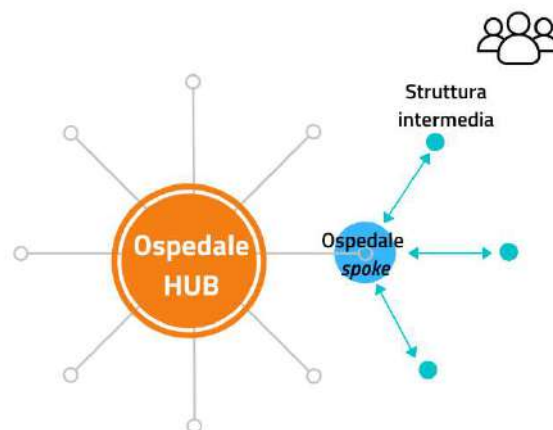 Struttura
intermedia
Ospedale
HUB
Ospedale
spoke